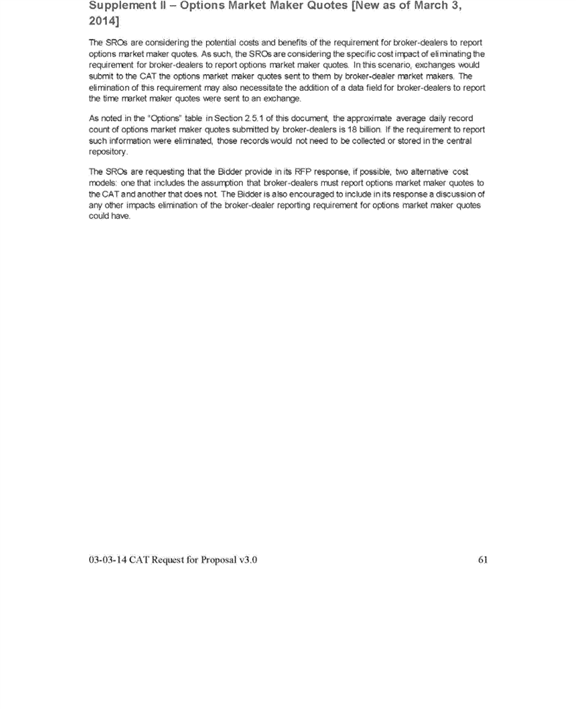 Supplement II – Options Market Maker Quotes [New as of March 3,
2014]
The SROs are considering the potential costs and benefits of the requirement for broker-dealers to report
options market maker quotes. As such, the SROs are considering the specific cost impact of eliminating the
requirement for broker-dealers to report options market maker quotes. In this scenario, exchanges would
submit to the CAT the options market maker quotes sent to them by broker-dealer market makers. The
elimination of this requirement may also necessitate the addition of a data field for broker-dealers to report
the time market maker quotes were sent to an exchange.
As noted in the "Options" table in Section 2.5.1 of this document, the approximate average daily record
count of options market maker quotes submitted by broker-dealers is 18 billion. If the requirement to report
such information were eliminated, those records would not need to be collected or stored in the central
repository.
The SROs are requesting that the Bidder provide in its RFP response, if possible, two alternative cost
models: one that includes the assumption that broker-dealers must report options market maker quotes to
the CAT and another that does not. The Bidder is also encouraged to include in its response a discussion of
any other impacts elimination of the broker-dealer reporting requirement for options market maker quotes
could have.
03-03-14 CAT Request for Proposal v3.0 61